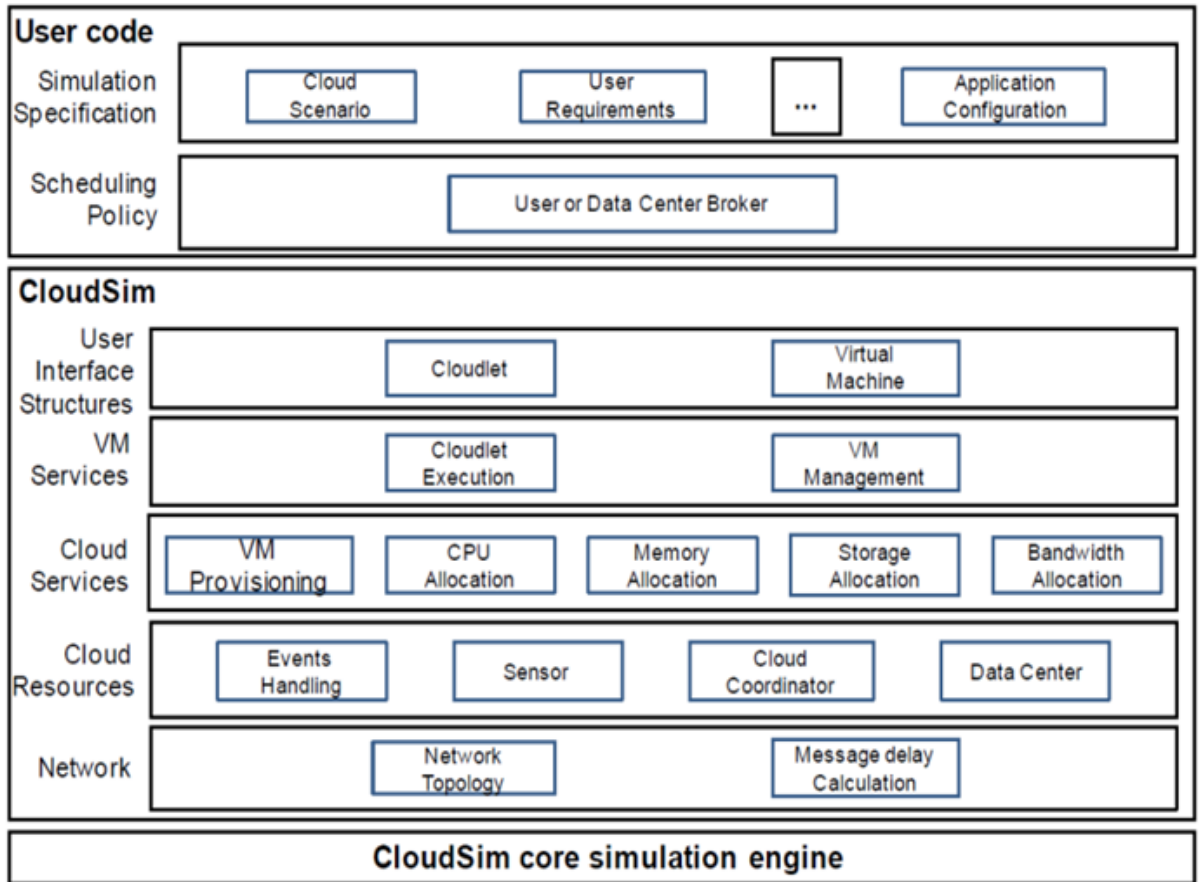 User code
Simulation
Specification
Cloud
Scenario
User
Requirements
...
Application
Configuration
Scheduling
Policy
User or Data Center Broker
CloudSim
User
Interface
Structures
Cloudlet
Virtual
Machine
VM
Services
Cloudlet
Execution
VM
Management
Cloud
Services
VM
Provisioning
CPU
Allocation
Memory
Allocation
Storage
Allocation
Bandwidth
Allocation
Cloud
Resources
Events
Handling
Sensor
Cloud
Coordinator
Data Center
Network
Network
Topology
Message delay
Calculation
CloudSim core simulation engine